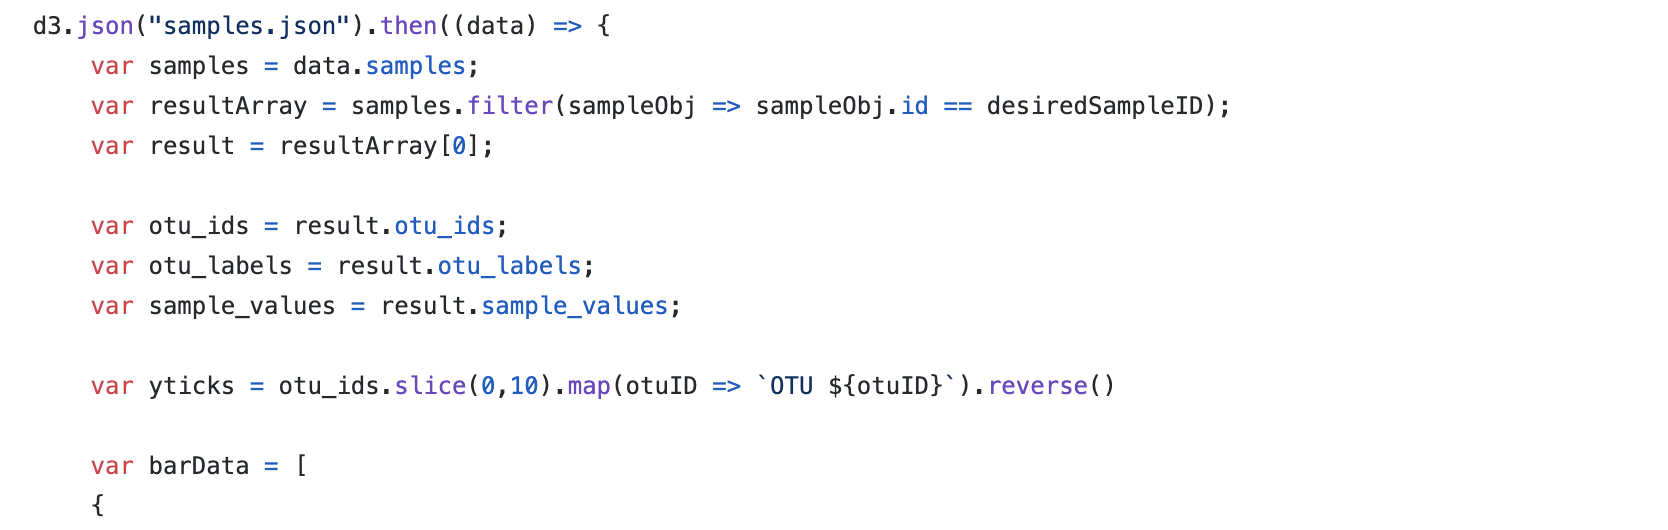 d3.json("samples.json").then((data) => {
    var samples = data.samples;
    var resultArray = samples.filter(sampleObj => sampleObj.id == desiredSampleID);
    var result = resultArray[0];

    var otu_ids = result.otu_ids;
    var otu_labels = result.otu_labels;
    var sample_values = result.sample_values;

    var yticks = otu_ids.slice(0,10).map(otuID => `OTU ${otuID}`).reverse()

    var barData = [
    {